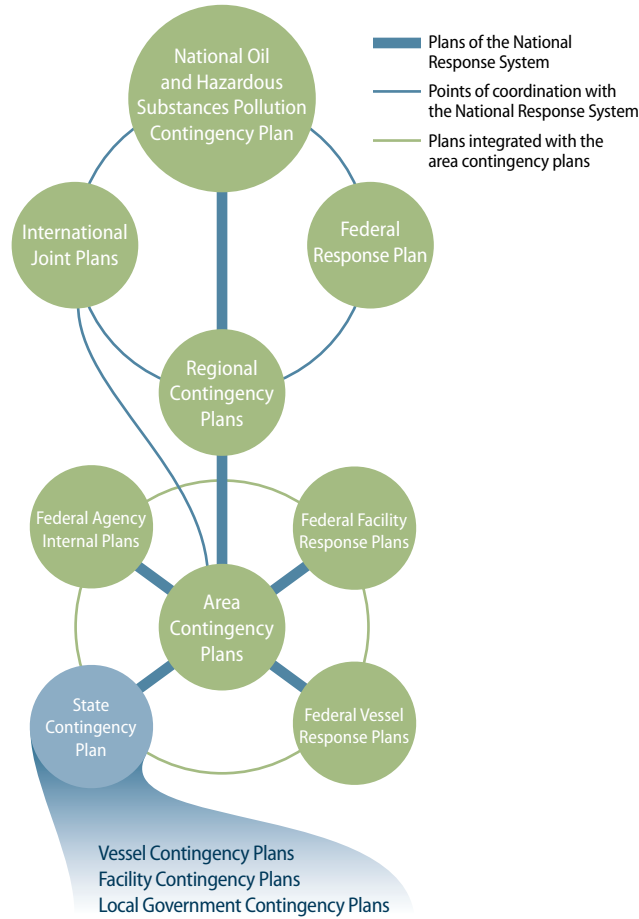 National Oil
and Hazardous
Substances Pollution
Contingency Plan
Plans of the National
Response System
Points of coordination with
the National Response System
Plans integrated with the
area contingency plans
International
Joint Plans
Federal
Response Plan
Regional
Contingency
Plans
Federal Agency
Internal Plans
Federal Facility
Response Plans
Area
Contingency
Plans
State
Contingency
Plan
Federal Vessel
Response Plans
Vessel Contingency Plans
Facility Contingency Plans
Local Government Contingency Plans